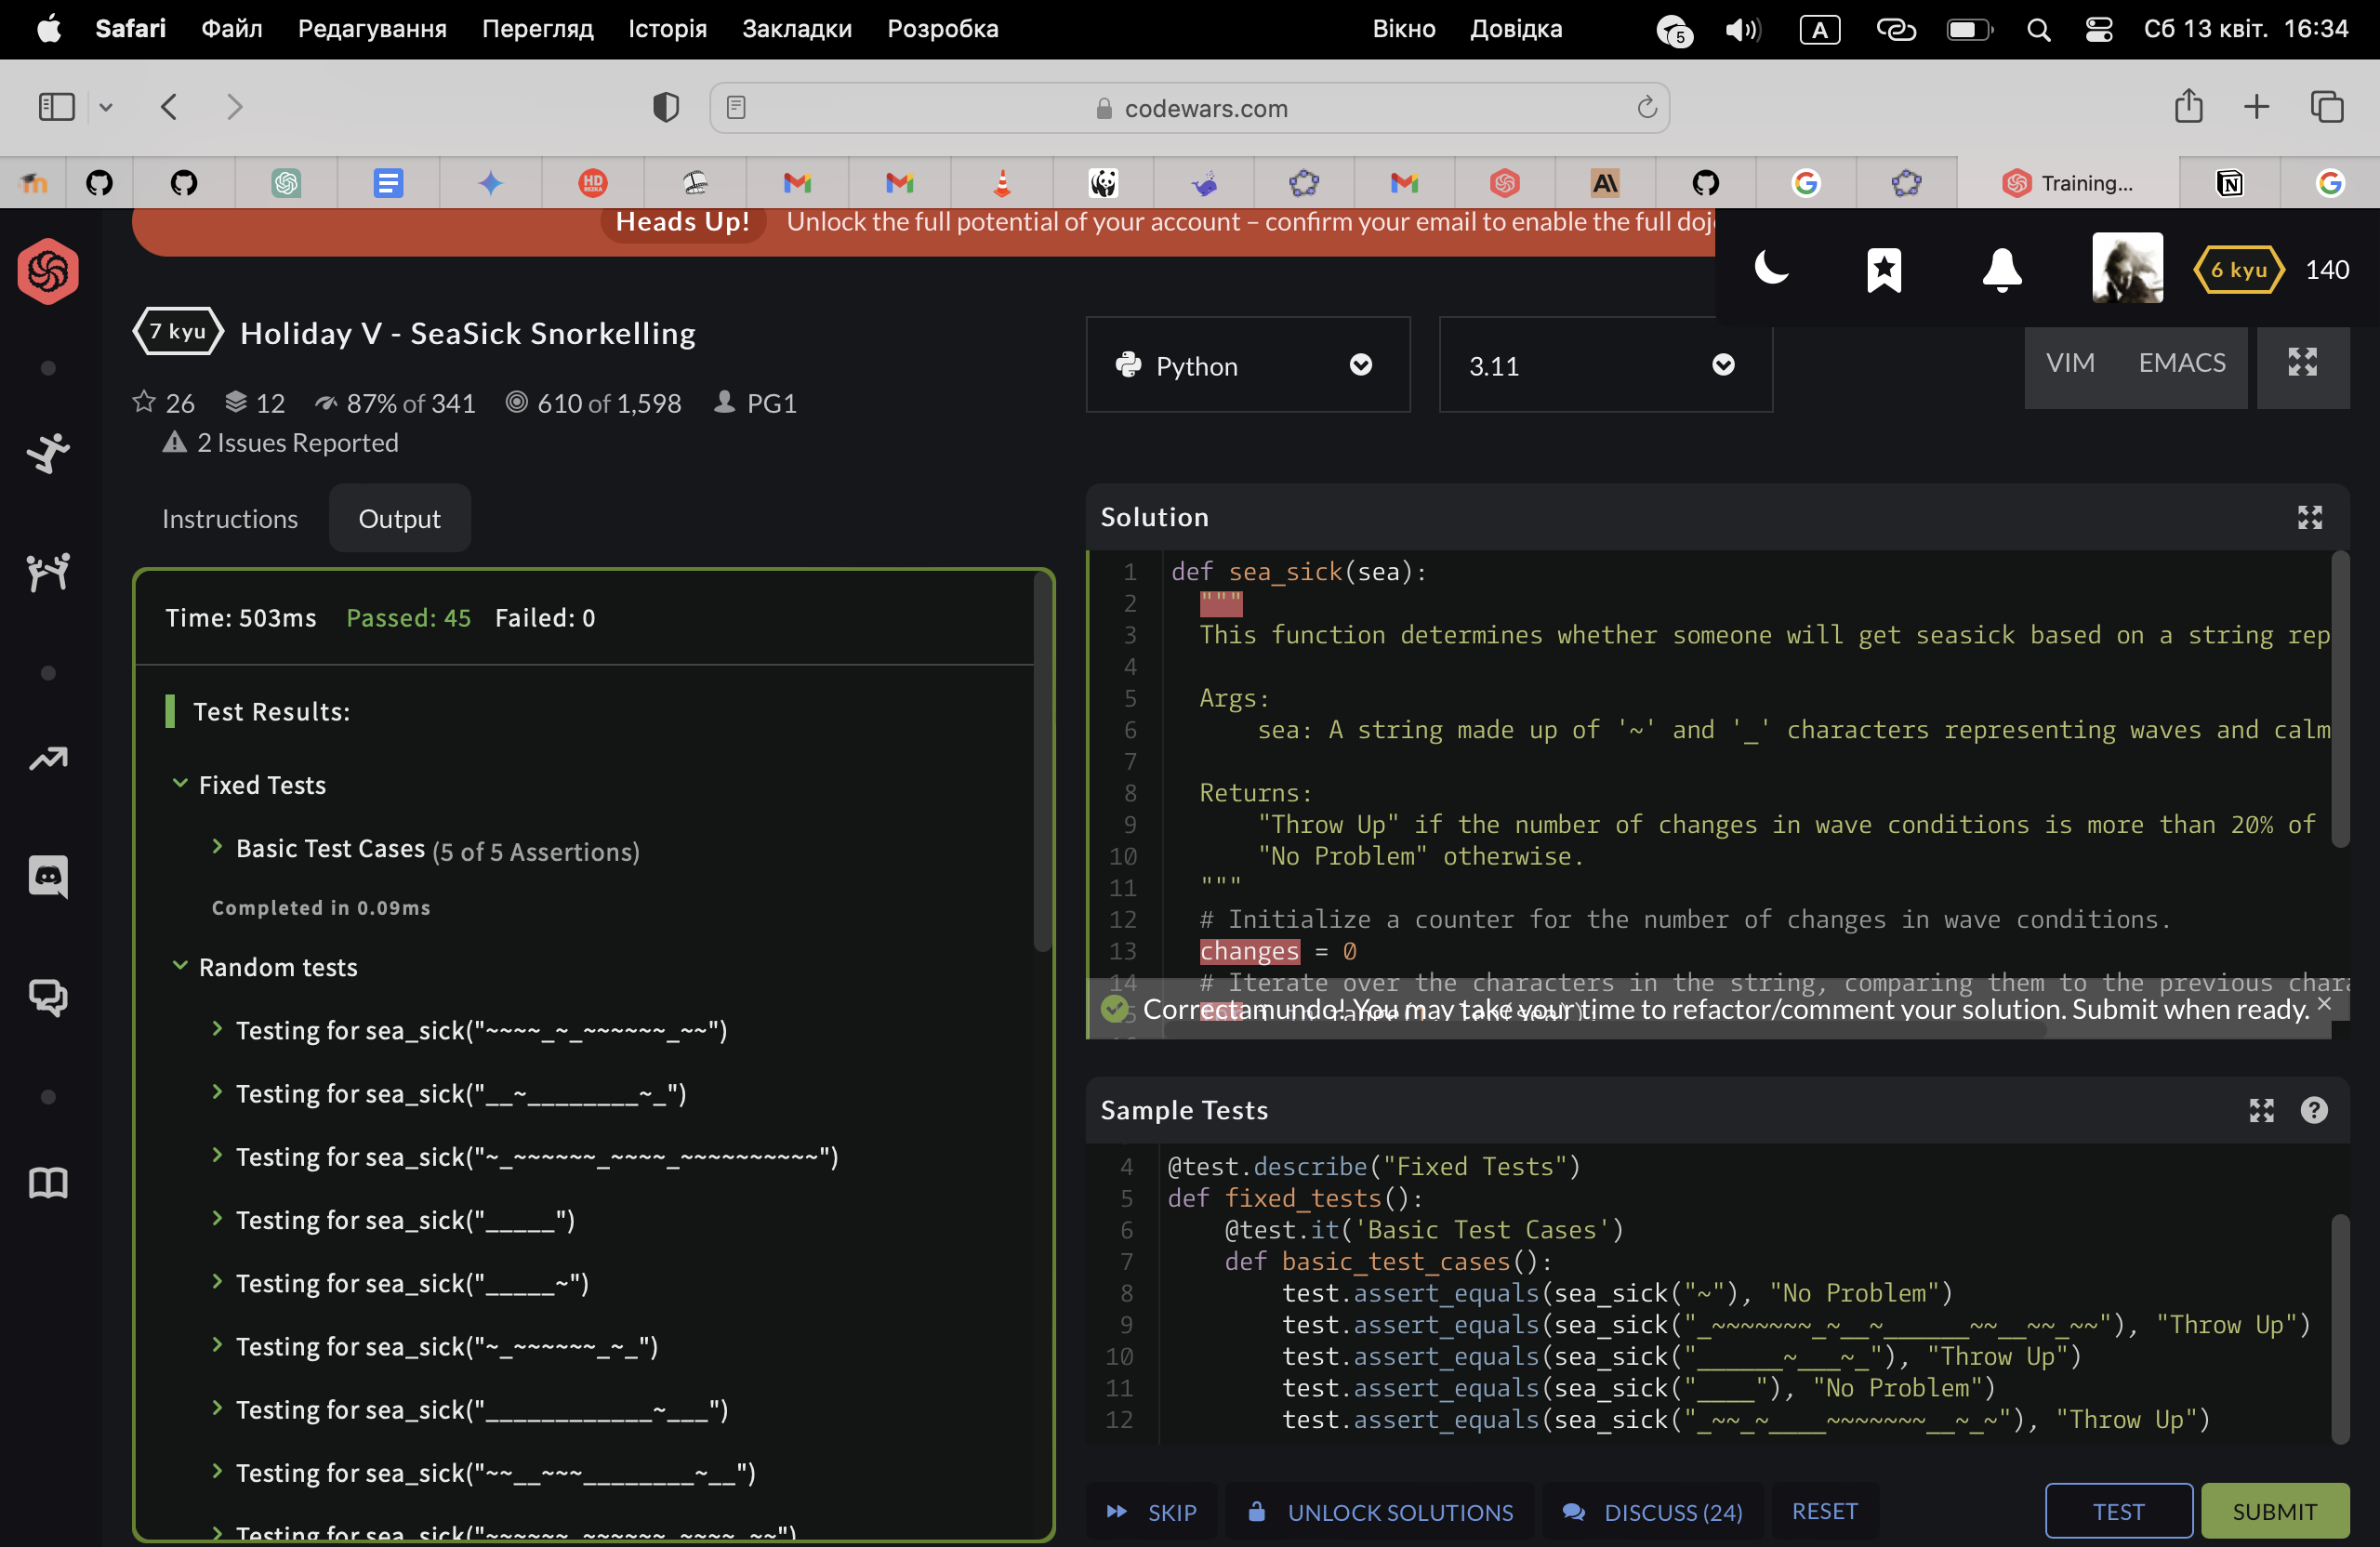 Safari Файл Редагування Перегляд Історія Закладки Розробка Вікно Довідка 5 A Сб 13 квіт. 16:34
codewars.com
HD REZKA
Training...
Heads Up! Unlock the full potential of your account – confirm your email to enable the full doj
6 kyu 140
7 kyu Holiday V - SeaSick Snorkelling
26 12 87% of 341 610 of 1,598 PG1
2 Issues Reported
Python 3.11 VIM EMACS
Instructions Output
Time: 503ms Passed: 45 Failed: 0
Test Results:
Fixed Tests
Basic Test Cases (5 of 5 Assertions)
Completed in 0.09ms
Random tests
Testing for sea_sick("~~~~_~_~~~~~~_~~")
Testing for sea_sick("__~________~_")
Testing for sea_sick("~_~~~~~~_~~~~_~~~~~~~~~~")
Testing for sea_sick("_____")
Testing for sea_sick("_____~")
Testing for sea_sick("~_~~~~~~_~_")
Testing for sea_sick("____________~___")
Testing for sea_sick("~~__~~~________~__")
Testing for sea_sick("~~~~~~_~~~~~~_~~~~_~~")
Solution
1 def sea_sick(sea):
2 """
3 This function determines whether someone will get seasick based on a string rep
4
5 Args:
6 sea: A string made up of '~' and '_' characters representing waves and calm
7
8 Returns:
9 "Throw Up" if the number of changes in wave conditions is more than 20% of
10 "No Problem" otherwise.
11 """
12 # Initialize a counter for the number of changes in wave conditions.
13 changes = 0
14 # Iterate over the characters in the string, comparing them to the previous chara
Correctamundo! You may take your time to refactor/comment your solution. Submit when ready.
Sample Tests
4 @test.describe("Fixed Tests")
5 def fixed_tests():
6 @test.it('Basic Test Cases')
7 def basic_test_cases():
8 test.assert_equals(sea_sick("~"), "No Problem")
9 test.assert_equals(sea_sick("_~~~~~~~_~__~______~~__~~_~~"), "Throw Up")
10 test.assert_equals(sea_sick("______~___~_"), "Throw Up")
11 test.assert_equals(sea_sick("____"), "No Problem")
12 test.assert_equals(sea_sick("_~~_~____~~~~~~~__~_~"), "Throw Up")
SKIP UNLOCK SOLUTIONS DISCUSS (24) RESET TEST SUBMIT